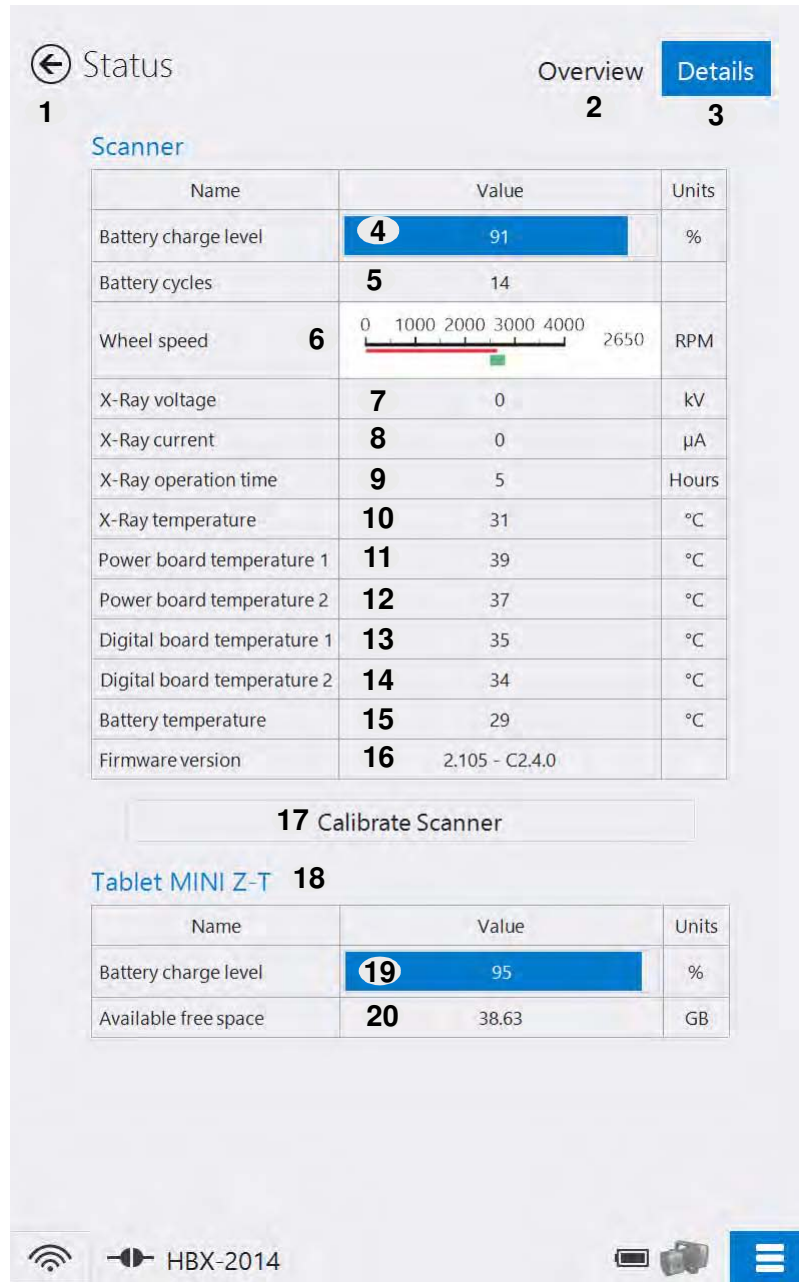 Status
Overview
Details
1
2
3
Scanner
Name Value Units
Battery charge level 4 91 %
Battery cycles 5 14
Wheel speed 6 0 1000 2000 3000 4000 2650 RPM
X-Ray voltage 7 0 kV
X-Ray current 8 0 µA
X-Ray operation time 9 5 Hours
X-Ray temperature 10 31 °C
Power board temperature 1 11 39 °C
Power board temperature 2 12 37 °C
Digital board temperature 1 13 35 °C
Digital board temperature 2 14 34 °C
Battery temperature 15 29 °C
Firmware version 16 2.105 - C2.4.0
17 Calibrate Scanner
Tablet MINI Z-T 18
Name Value Units
Battery charge level 19 95 %
Available free space 20 38.63 GB
HBX-2014